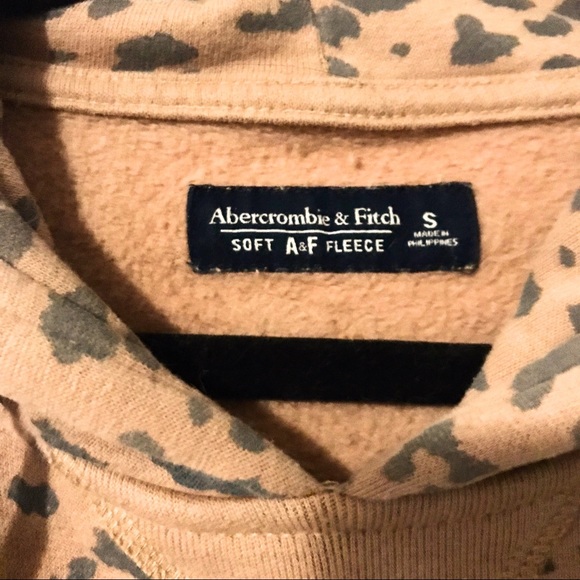 Abercrombie & Fitch
SOFT A&F FLEECE
S
MADE IN
PHILIPPINES